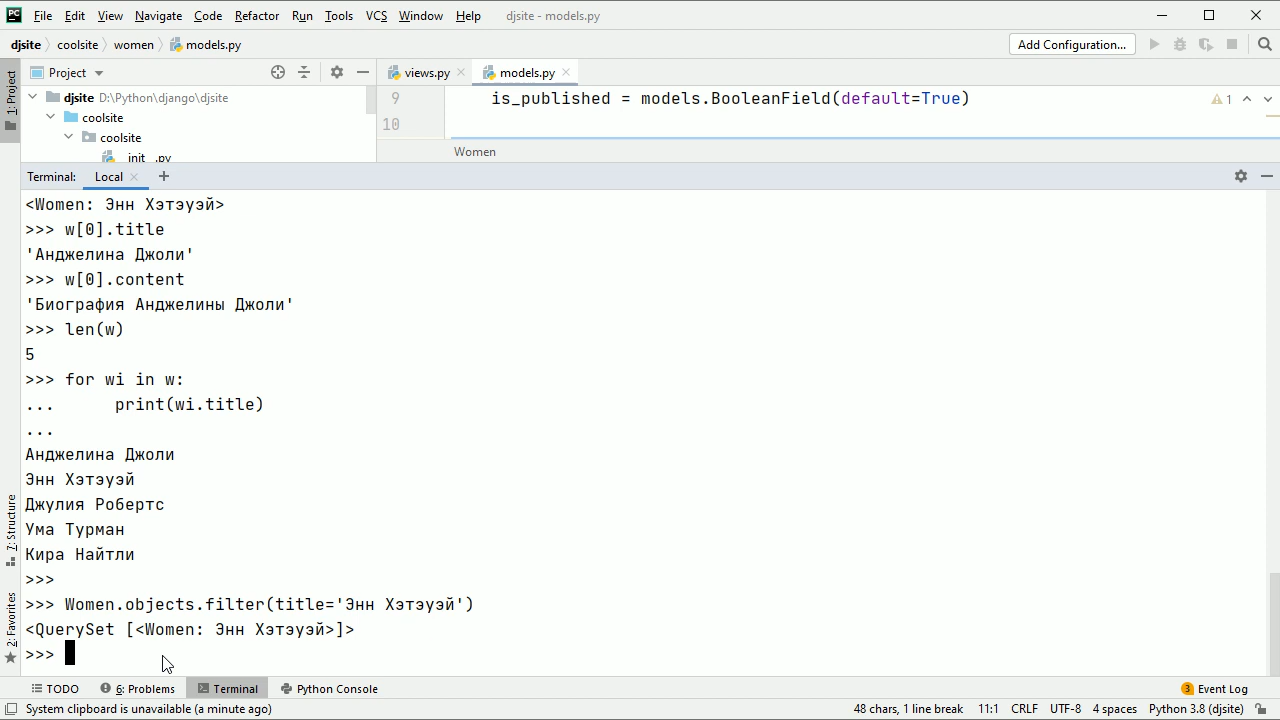 File Edit View Navigate Code Refactor Run Tools VCS Window Help djsite - models.py
djsite coolsite women models.py Add Configuration...
1: Project
Project
views.py models.py
djsite D:\Python\django\djsite
coolsite
coolsite
__init__.py
9 is_published = models.BooleanField(default=True)
1
10
Women
Terminal: Local +
<Women: Энн Хэтэуэй>
>>> w[0].title
'Анджелина Джоли'
>>> w[0].content
'Биография Анджелины Джоли'
>>> len(w)
5
>>> for wi in w:
...      print(wi.title)
...
Анджелина Джоли
Энн Хэтэуэй
Джулия Робертс
Ума Турман
Кира Найтли
>>>
>>> Women.objects.filter(title='Энн Хэтэуэй')
<QuerySet [<Women: Энн Хэтэуэй>]>
>>>
7: Structure
2: Favorites
TODO 6: Problems Terminal Python Console 3 Event Log
System clipboard is unavailable (a minute ago) 48 chars, 1 line break 11:1 CRLF UTF-8 4 spaces Python 3.8 (djsite)